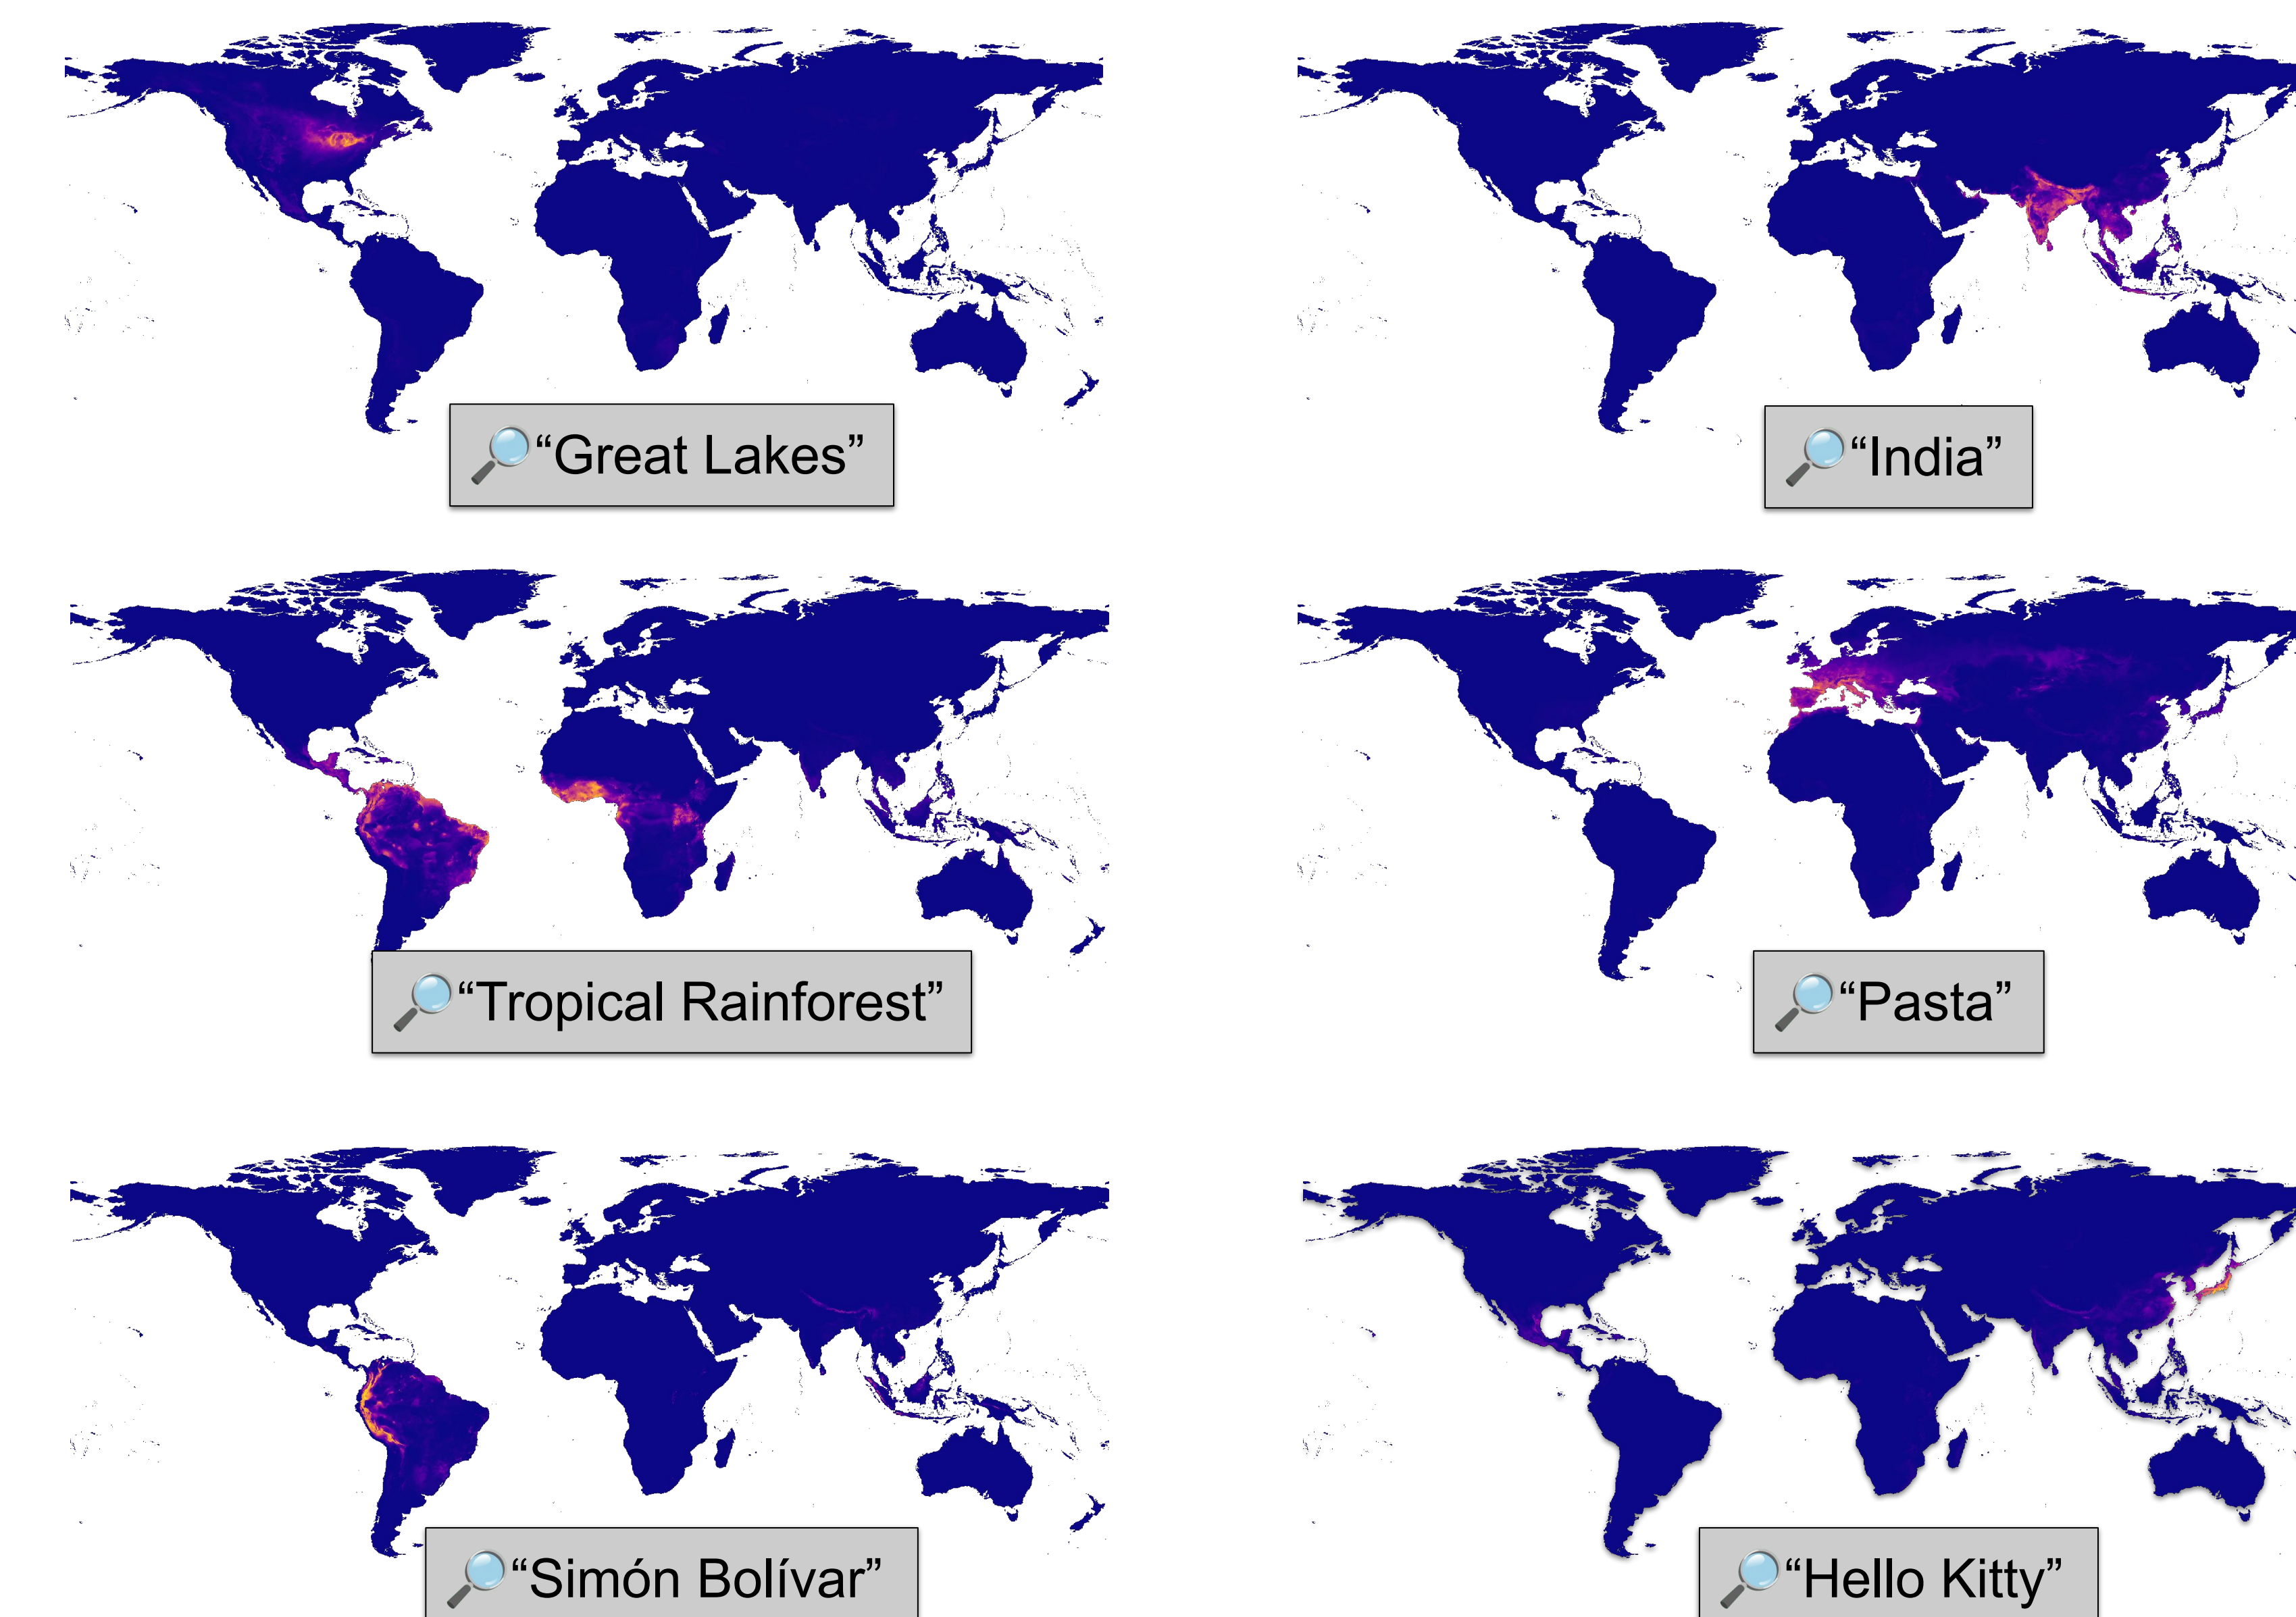 “Great Lakes”
“India”
“Tropical Rainforest”
“Pasta”
“Simón Bolívar”
“Hello Kitty”